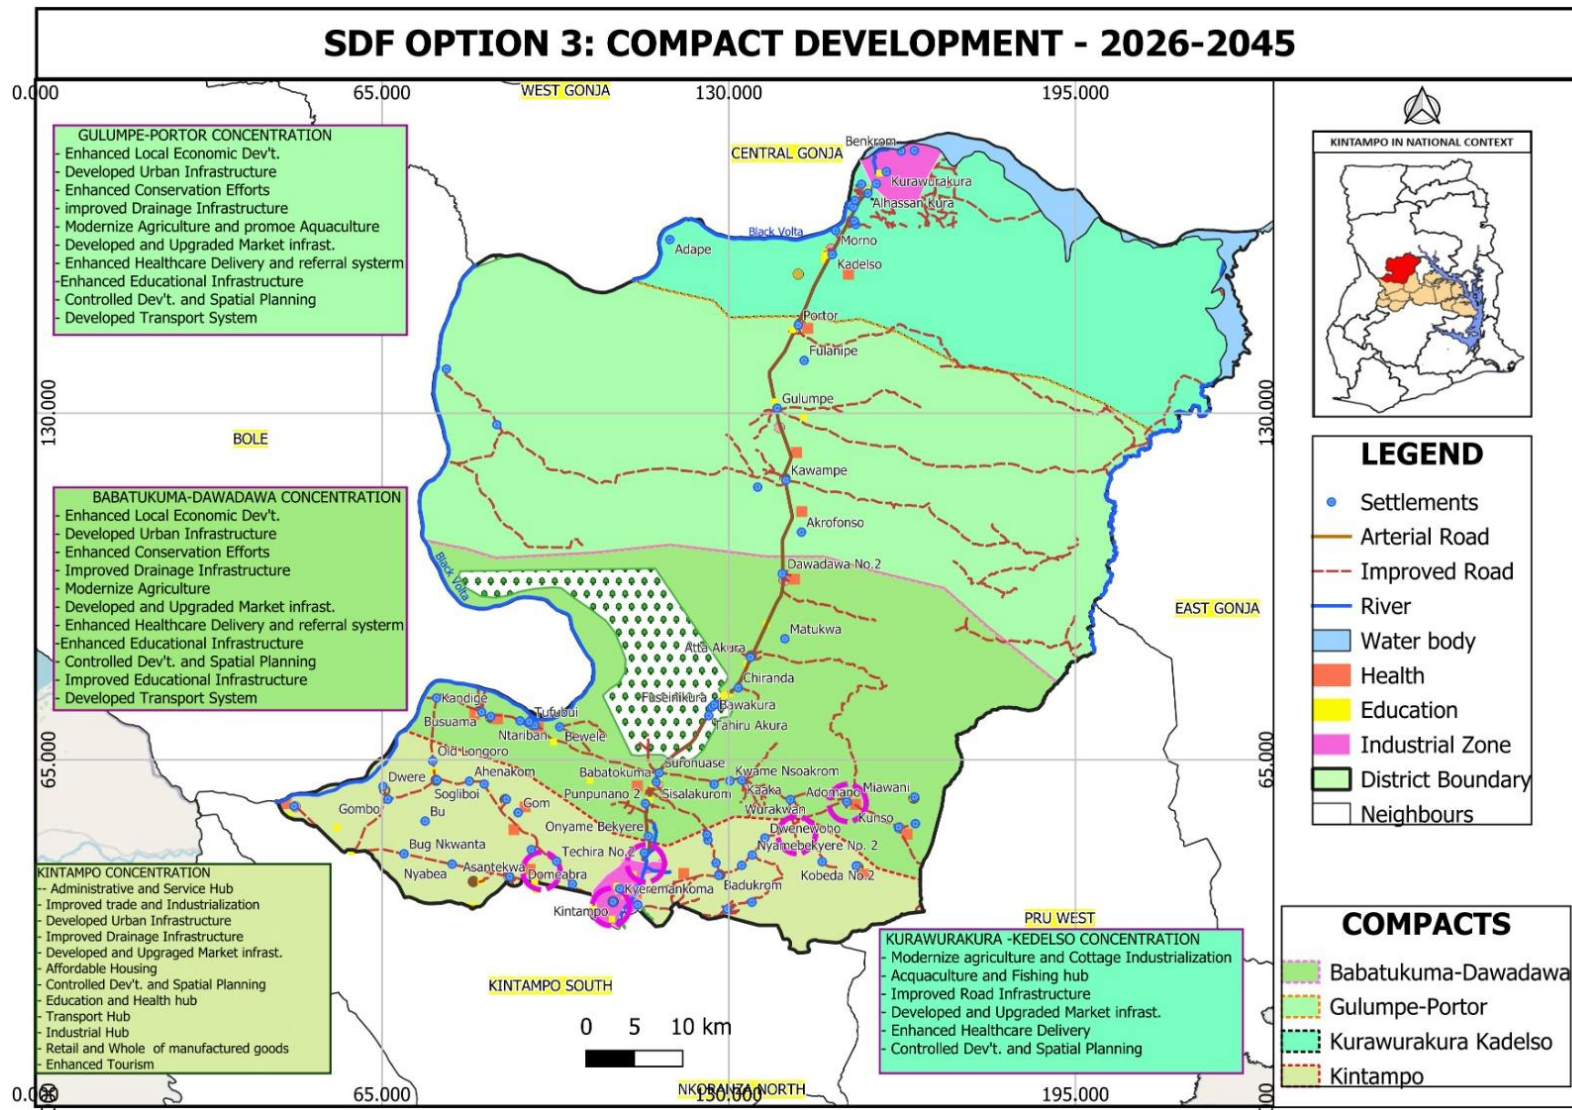 SDF OPTION 3: COMPACT DEVELOPMENT - 2026-2045
0.000
65.000
130.000
195.000
WEST GONJA
GULUMPE-PORTOR CONCENTRATION
- Enhanced Local Economic Dev't.
- Developed Urban Infrastructure
- Enhanced Conservation Efforts
- improved Drainage Infrastructure
- Modernize Agriculture and promoe Aquaculture
- Developed and Upgraded Market infrast.
- Enhanced Healthcare Delivery and referral systerm
-Enhanced Educational Infrastructure
- Controlled Dev't. and Spatial Planning
- Developed Transport System
CENTRAL GONJA
Benkrom
Kurawurakura
Alhassan Kura
Black Volta
Morno
Adape
Kadelso
Portor
Fulanipe
Gulumpe
130.000
130.000
BOLE
Kawampe
Akrofonso
BABATUKUMA-DAWADAWA CONCENTRATION
- Enhanced Local Economic Dev't.
- Developed Urban Infrastructure
- Enhanced Conservation Efforts
- Improved Drainage Infrastructure
- Modernize Agriculture
- Developed and Upgraded Market infrast.
- Enhanced Healthcare Delivery and referral systerm
-Enhanced Educational Infrastructure
- Controlled Dev't. and Spatial Planning
- Improved Educational Infrastructure
- Developed Transport System
Black Volta
Dawadawa No.2
EAST GONJA
Matukwa
Atta Akura
Chiranda
Fuseinikura
Bawakura
Tahiru Akura
Kandige
Busuama
Tufubui
Ntariban
Bewele
65.000
65.000
Old Longoro
Suronuase
Dwere
Ahenakom
Babatokuma
Kwame Nsoakrom
Sogliboi
Punpunano 2
Sisalakurom
Kaaka
Adomano
Miawani
Gombo
Bu
Gom
Wurakwan
Kunso
Onyame Bekyere
Dwenewoho
Bug Nkwanta
Techira No.2
Nyamebekyere No. 2
Nyabea
Asantekwa
Domeabra
Kobeda No.2
Kyeremankoma
Badukrom
Kintampo
PRU WEST
KINTAMPO CONCENTRATION
-- Administrative and Service Hub
- Improved trade and Industrialization
- Developed Urban Infrastructure
- Improved Drainage Infrastructure
- Developed and Upgraged Market infrast.
- Affordable Housing
- Controlled Dev't. and Spatial Planning
- Education and Health hub
- Transport Hub
- Industrial Hub
- Retail and Whole of manufactured goods
- Enhanced Tourism
KINTAMPO SOUTH
0 5 10 km
KURAWURAKURA -KEDELSO CONCENTRATION
- Modernize agriculture and Cottage Industrialization
- Acquaculture and Fishing hub
- Improved Road Infrastructure
- Developed and Upgraded Market infrast.
- Enhanced Healthcare Delivery
- Controlled Dev't. and Spatial Planning
NKORANZA NORTH
0.000
65.000
130.000
195.000
KINTAMPO IN NATIONAL CONTEXT
LEGEND
Settlements
Arterial Road
Improved Road
River
Water body
Health
Education
Industrial Zone
District Boundary
Neighbours
COMPACTS
Babatukuma-Dawadawa
Gulumpe-Portor
Kurawurakura Kadelso
Kintampo